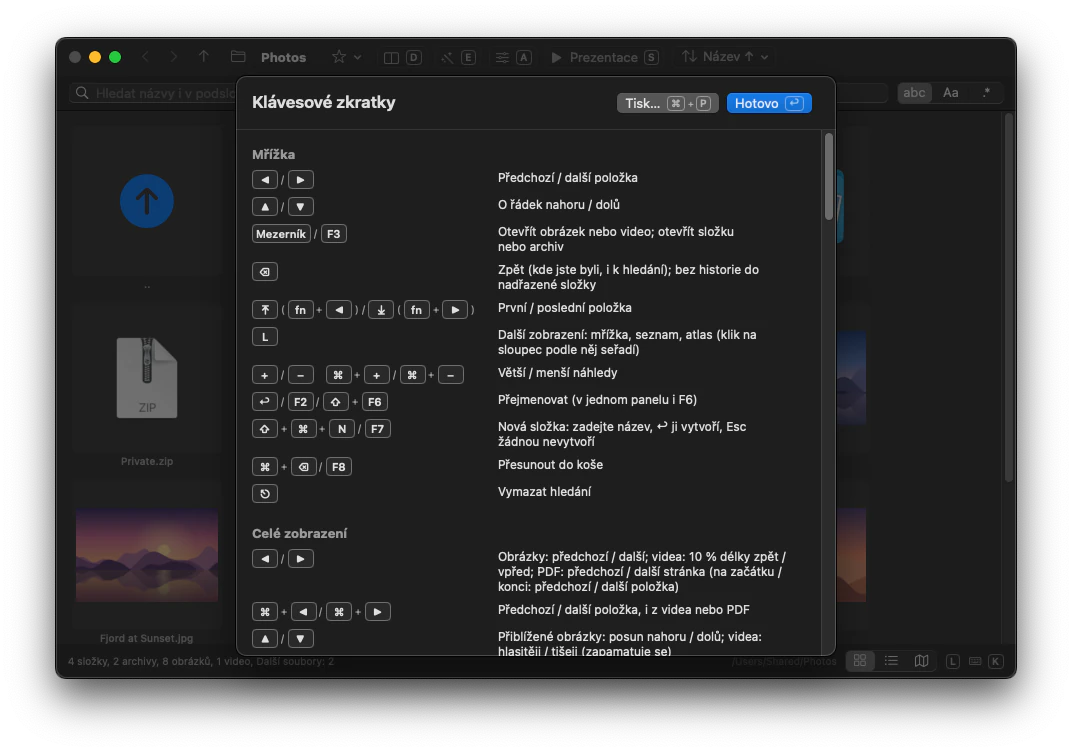 Photos D E A Prezentace S Název
Hledat názvy i v podslo abc Aa .*
Klávesové zkratky Tisk... ⌘ + P Hotovo ↩
Mřížka
◀ / ▶ Předchozí / další položka
▲ / ▼ O řádek nahoru / dolů
Mezerník / F3 Otevřít obrázek nebo video; otevřít složku
nebo archiv
⌫ Zpět (kde jste byli, i k hledání); bez historie do
nadřazené složky
⤒ ( fn + ◀ ) / ⤓ ( fn + ▶ ) První / poslední položka
L Další zobrazení: mřížka, seznam, atlas (klik na
sloupec podle něj seřadí)
+ / − ⌘ + + / ⌘ + − Větší / menší náhledy
↩ / F2 / ⇧ + F6 Přejmenovat (v jednom panelu i F6)
⇧ + ⌘ + N / F7 Nová složka: zadejte název, ↩ ji vytvoří, Esc
žádnou nevytvoří
⌘ + ⌫ / F8 Přesunout do koše
⎋ Vymazat hledání
Celé zobrazení
◀ / ▶ Obrázky: předchozí / další; videa: 10 % délky zpět /
vpřed; PDF: předchozí / další stránka (na začátku /
konci: předchozí / další položka)
⌘ + ◀ / ⌘ + ▶ Předchozí / další položka, i z videa nebo PDF
▲ / ▼ Přiblížené obrázky: posun nahoru / dolů; videa:
hlasitěji / tišeji (zapamatuje se)
..
ZIP
Private.zip
Fjord at Sunset.jpg
4 složky, 2 archivy, 8 obrázků, 1 video, Další soubory: 2 /Users/Shared/Photos L K